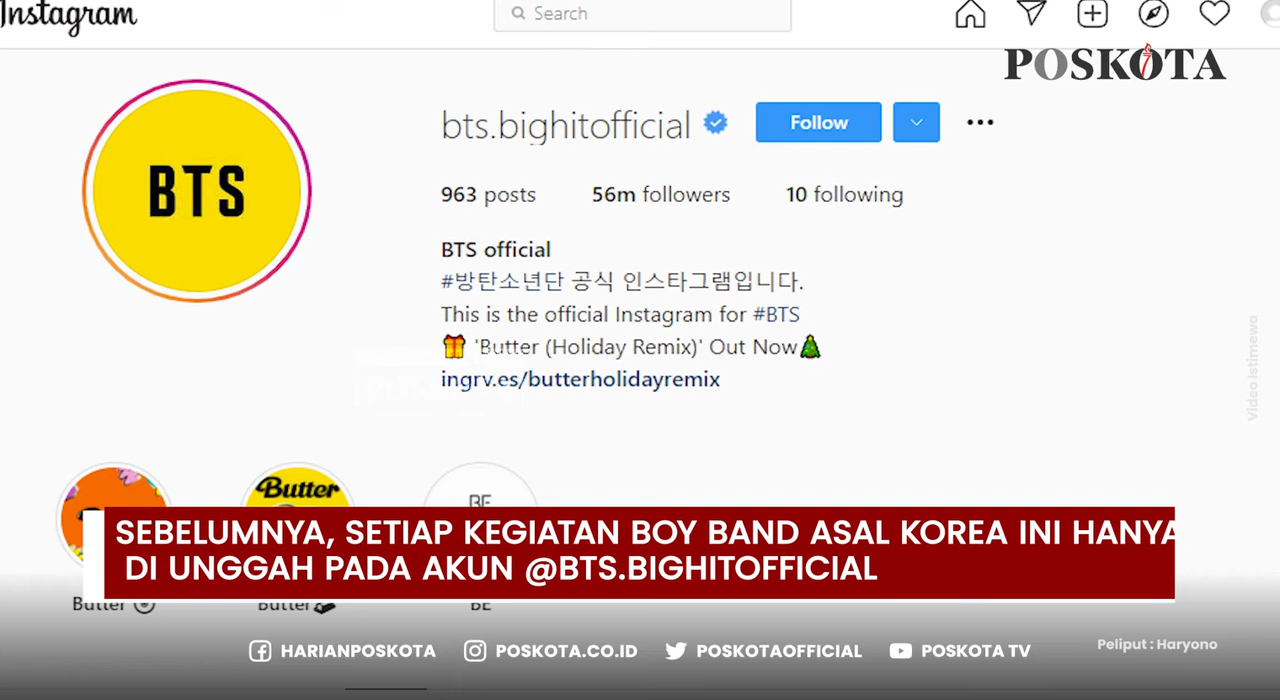 Instagram
Search
POSKOTA
BTS
bts.bighitofficial
Follow
963 posts 56m followers 10 following
BTS official
#방탄소년단 공식 인스타그램입니다.
This is the official Instagram for #BTS
🎁 'Butter (Holiday Remix)' Out Now🎄
ingrv.es/butterholidayremix
Video Istimewo
Butter
BE
SEBELUMNYA, SETIAP KEGIATAN BOY BAND ASAL KOREA INI HANYA
DI UNGGAH PADA AKUN @BTS.BIGHITOFFICIAL
Butter
Butter
BE
HARIANPOSKOTA POSKOTA.CO.ID POSKOTAOFFICIAL POSKOTA TV
Peliput : Haryono